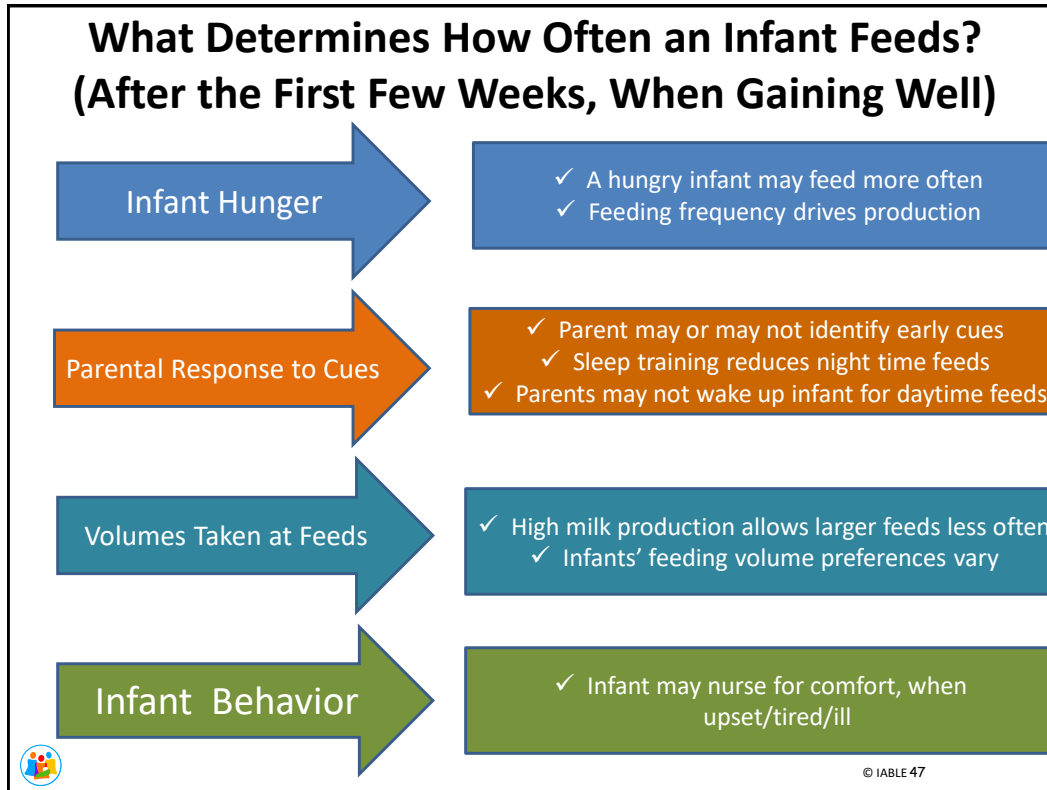 What Determines How Often an Infant Feeds?
(After the First Few Weeks, When Gaining Well)
Infant Hunger
✓ A hungry infant may feed more often
✓ Feeding frequency drives production
Parental Response to Cues
✓ Parent may or may not identify early cues
✓ Sleep training reduces night time feeds
✓ Parents may not wake up infant for daytime feeds
Volumes Taken at Feeds
✓ High milk production allows larger feeds less often
✓ Infants’ feeding volume preferences vary
Infant Behavior
✓ Infant may nurse for comfort, when
upset/tired/ill
© IABLE 47